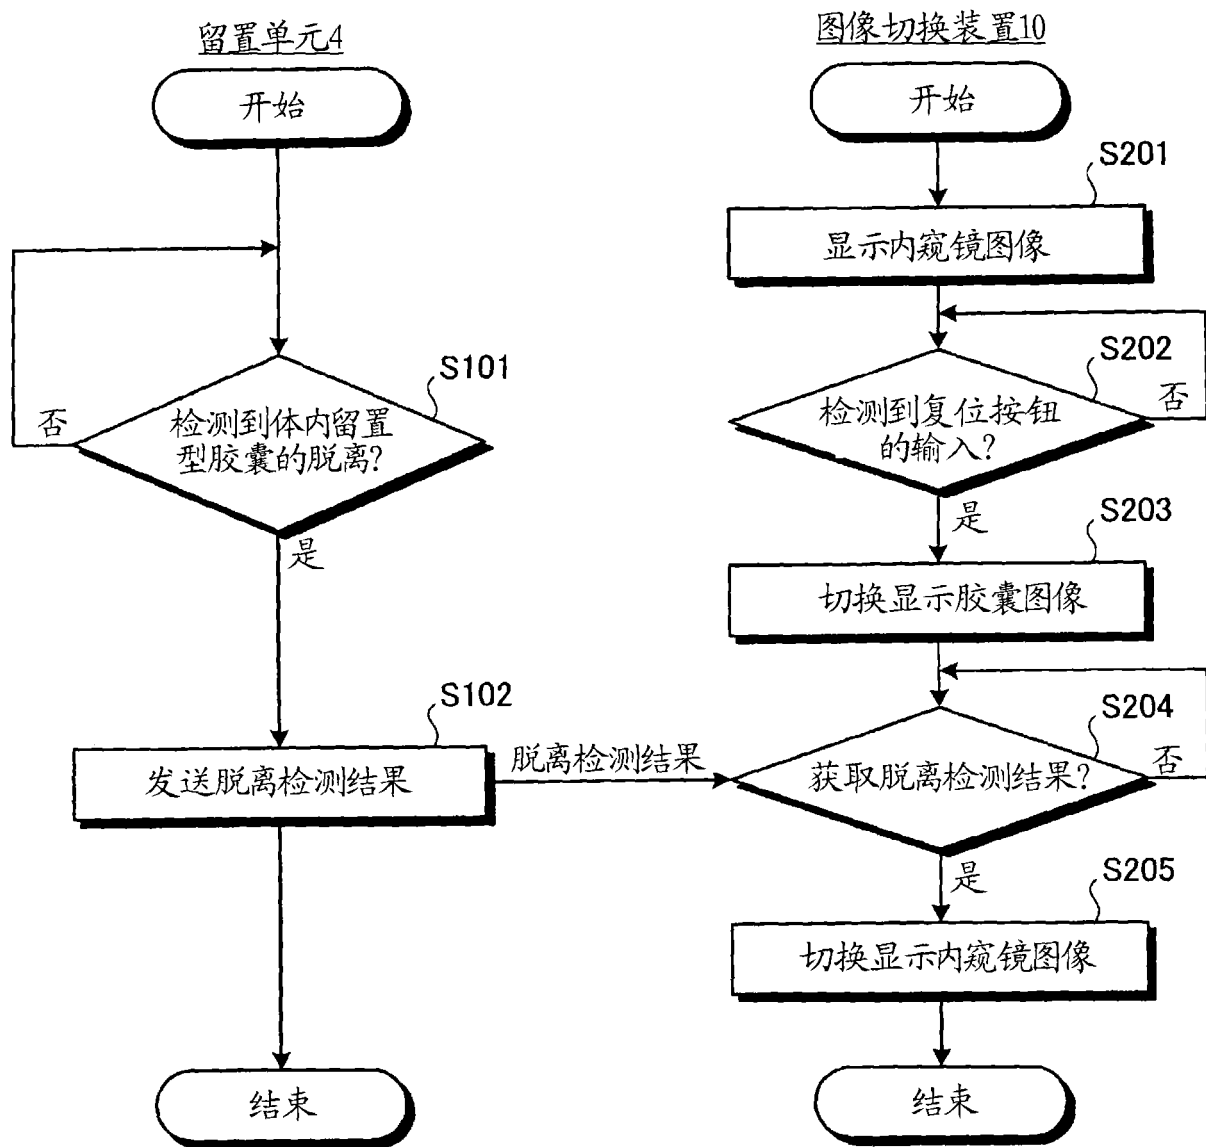 留置单元4
开始
S101
检测到体内留置
型胶囊的脱离?
否
是
S102
发送脱离检测结果
脱离检测结果
结束
图像切换装置10
开始
S201
显示内窥镜图像
S202
检测到复位按钮
的输入?
否
是
S203
切换显示胶囊图像
S204
获取脱离检测结果?
否
是
S205
切换显示内窥镜图像
结束